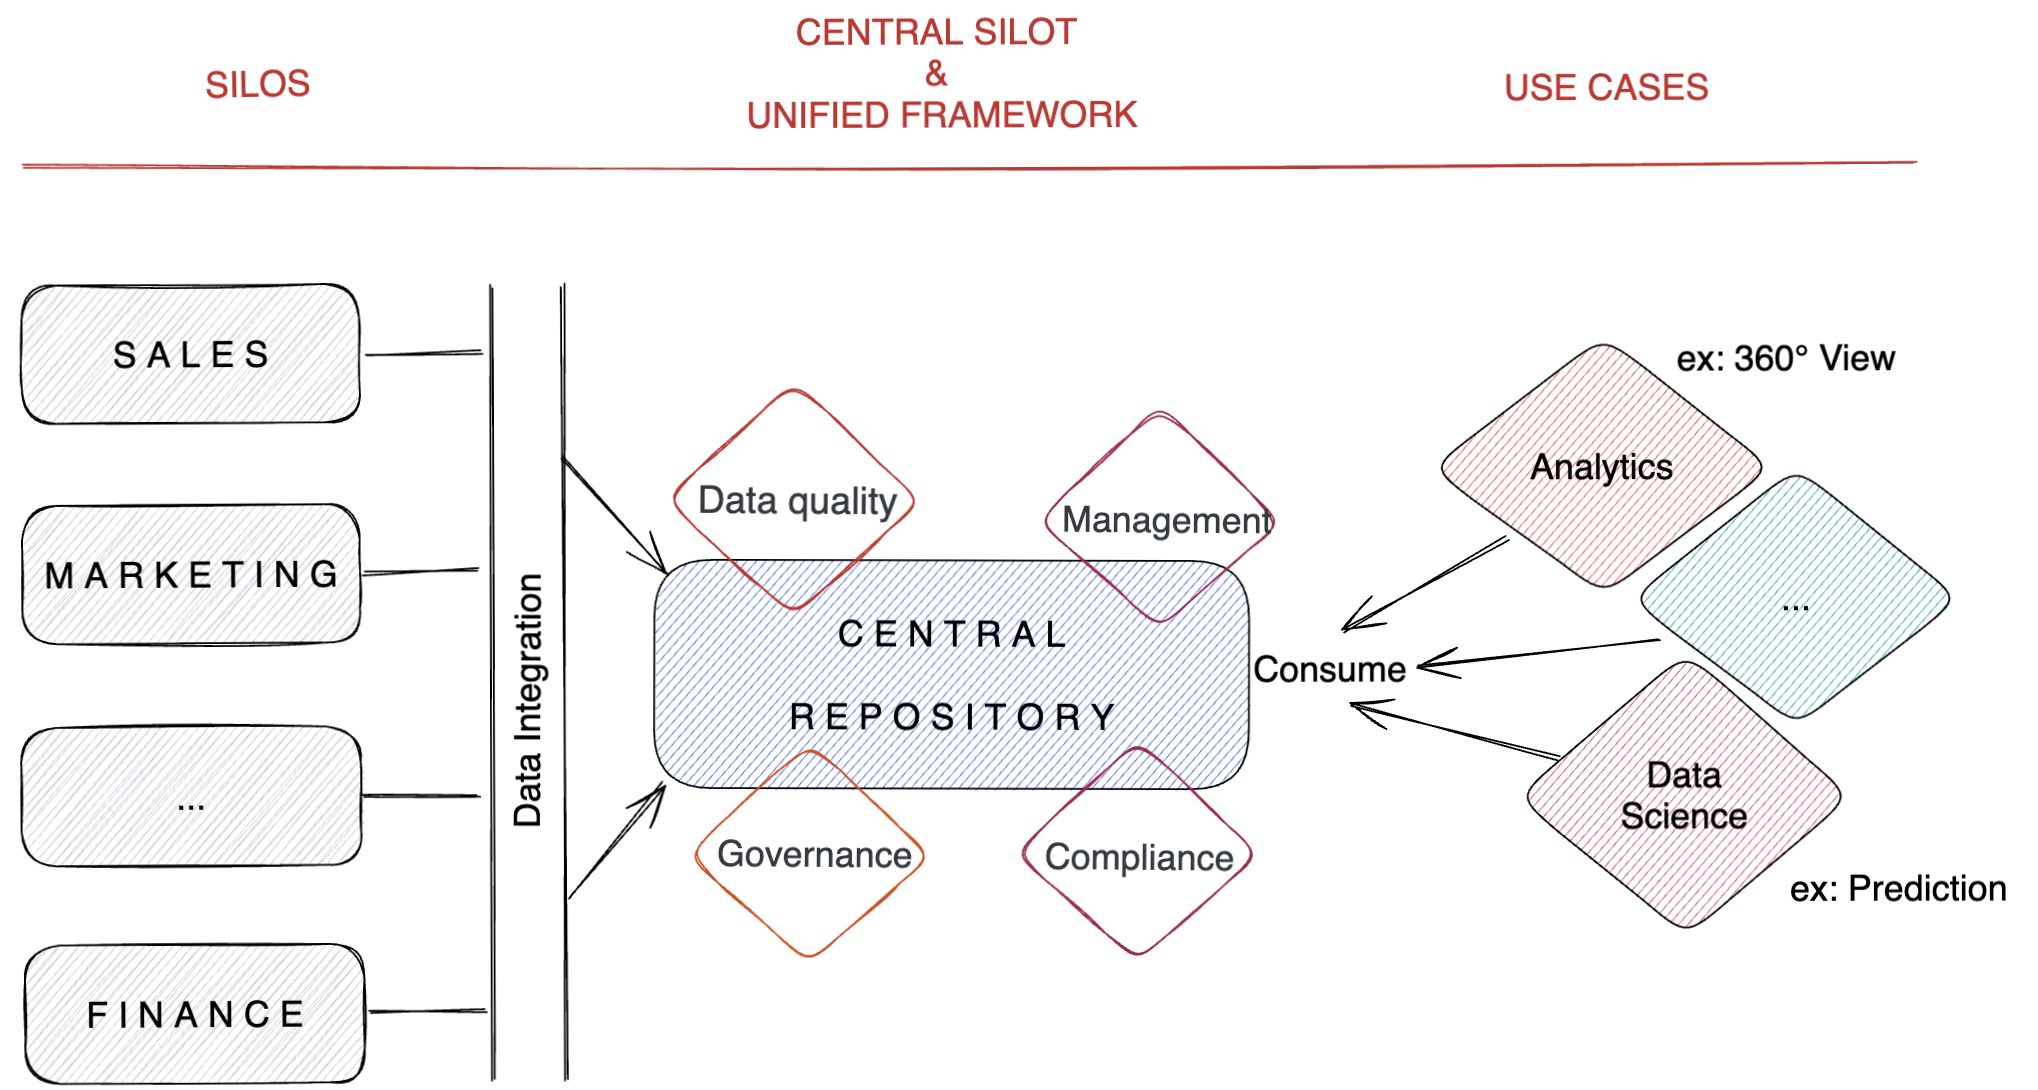 SILOS
CENTRAL SILOT
&
UNIFIED FRAMEWORK
USE CASES
SALES
MARKETING
...
FINANCE
Data Integration
Data quality
Management
CENTRAL
REPOSITORY
Governance
Compliance
Consume
ex: 360° View
Analytics
...
Data
Science
ex: Prediction